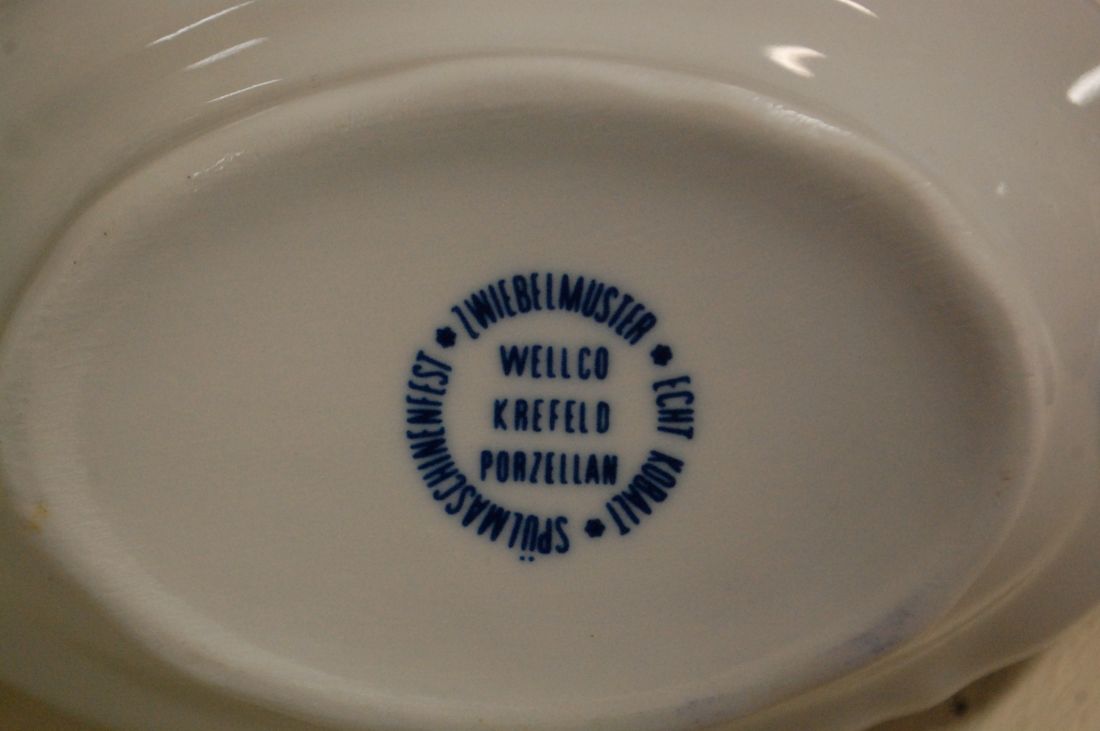 ZWIEBELMUSTER * ECHT KOBALT * SPÜLMASCHINENFEST *
WELLCO
KREFELD
PORZELLAN